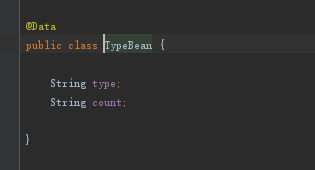 @Data
public class TypeBean {
String type;
String count;
}